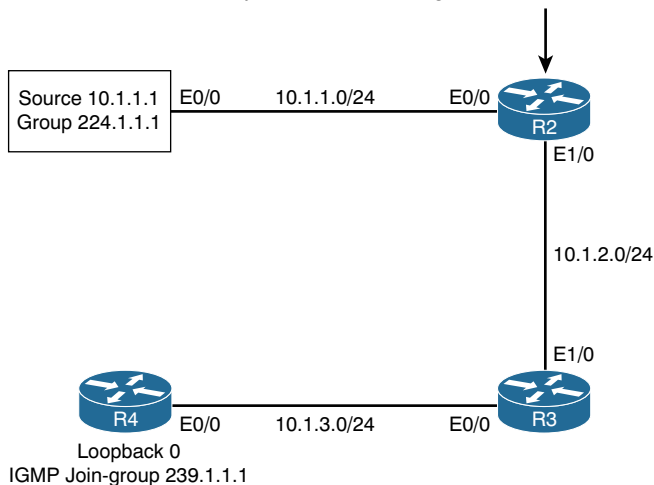 Source 10.1.1.1
Group 224.1.1.1
E0/0
10.1.1.0/24
E0/0
R2
E1/0
10.1.2.0/24
E1/0
R4
E0/0
10.1.3.0/24
E0/0
R3
Loopback 0
IGMP Join-group 239.1.1.1